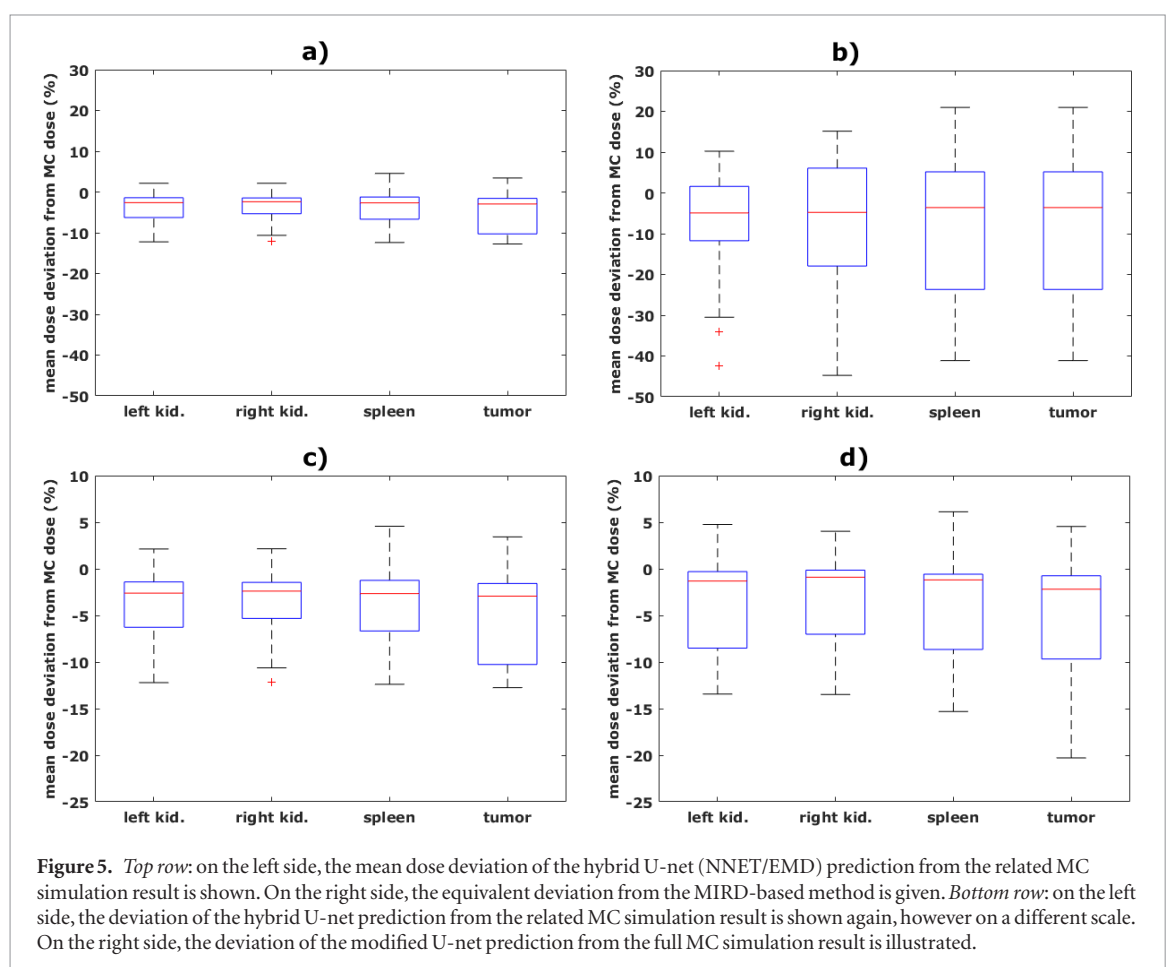 a)
mean dose deviation from MC dose (%)
30
20
10
0
-10
-20
-30
-40
-50
left kid.
right kid.
spleen
tumor
b)
mean dose deviation from MC dose (%)
30
20
10
0
-10
-20
-30
-40
-50
left kid.
right kid.
spleen
tumor
c)
mean dose deviation from MC dose (%)
10
5
0
-5
-10
-15
-20
-25
left kid.
right kid.
spleen
tumor
d)
mean dose deviation from MC dose (%)
10
5
0
-5
-10
-15
-20
-25
left kid.
right kid.
spleen
tumor
Figure 5. Top row: on the left side, the mean dose deviation of the hybrid U-net (NNET/EMD) prediction from the related MC
simulation result is shown. On the right side, the equivalent deviation from the MIRD-based method is given. Bottom row: on the left
side, the deviation of the hybrid U-net prediction from the related MC simulation result is shown again, however on a different scale.
On the right side, the deviation of the modified U-net prediction from the full MC simulation result is illustrated.